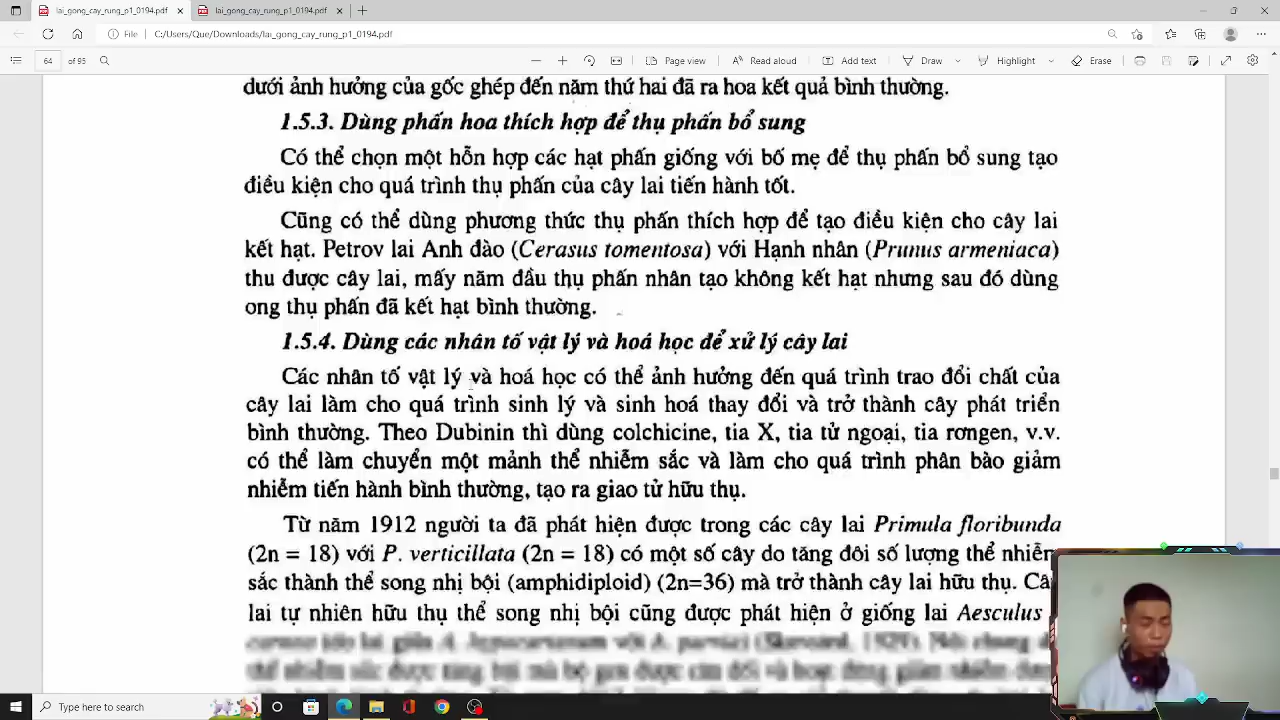 lai_gong_cay_rung_p1_0194.pdf
lai_gong_cay_rung_p1_0194.pdf
File
C:/Users/Que/Downloads/lai_gong_cay_rung_p1_0194.pdf
64 of 95
Page view
Read aloud
Add text
Draw
Highlight
Erase
dưới ảnh hưởng của gốc ghép đến năm thứ hai đã ra hoa kết quả bình thường.
1.5.3. Dùng phấn hoa thích hợp để thụ phấn bổ sung
Có thể chọn một hỗn hợp các hạt phấn giống với bố mẹ để thụ phấn bổ sung tạo
điều kiện cho quá trình thụ phấn của cây lai tiến hành tốt.
Cũng có thể dùng phương thức thụ phấn thích hợp để tạo điều kiện cho cây lai
kết hạt. Petrov lai Anh đào (Cerasus tomentosa) với Hạnh nhân (Prunus armeniaca)
thu được cây lai, mấy năm đầu thụ phấn nhân tạo không kết hạt nhưng sau đó dùng
ong thụ phấn đã kết hạt bình thường.
1.5.4. Dùng các nhân tố vật lý và hoá học để xử lý cây lai
Các nhân tố vật lý và hoá học có thể ảnh hưởng đến quá trình trao đổi chất của
cây lai làm cho quá trình sinh lý và sinh hoá thay đổi và trở thành cây phát triển
bình thường. Theo Dubinin thì dùng colchicine, tia X, tia tử ngoại, tia rơngen, v.v.
có thể làm chuyển một mảnh thể nhiễm sắc và làm cho quá trình phân bào giảm
nhiễm tiến hành bình thường, tạo ra giao tử hữu thụ.
Từ năm 1912 người ta đã phát hiện được trong các cây lai Primula floribunda
(2n = 18) với P. verticillata (2n = 18) có một số cây do tăng đôi số lượng thể nhiễm
sắc thành thể song nhị bội (amphidiploid) (2n=36) mà trở thành cây lai hữu thụ. Cây
lai tự nhiên hữu thụ thể song nhị bội cũng được phát hiện ở giống lai Aesculus
Type here to search